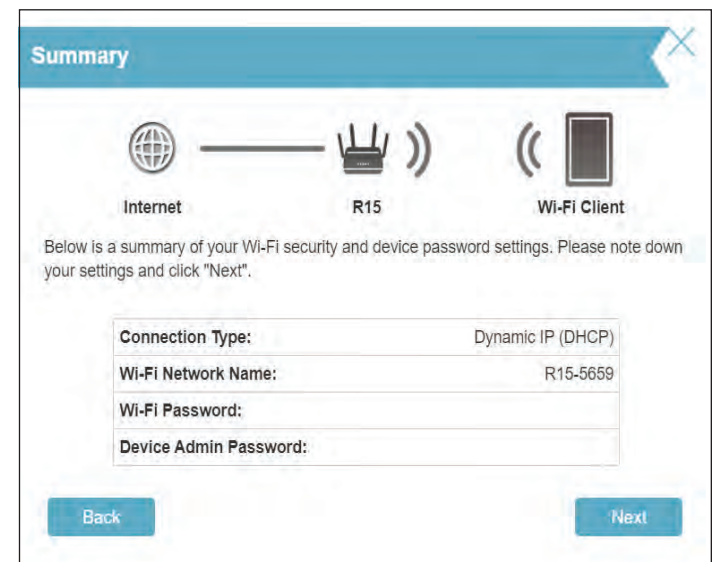 Summary
Internet R15 Wi-Fi Client
Below is a summary of your Wi-Fi security and device password settings. Please note down
your settings and click "Next".
Connection Type: Dynamic IP (DHCP)
Wi-Fi Network Name: R15-5659
Wi-Fi Password:
Device Admin Password:
Back Next